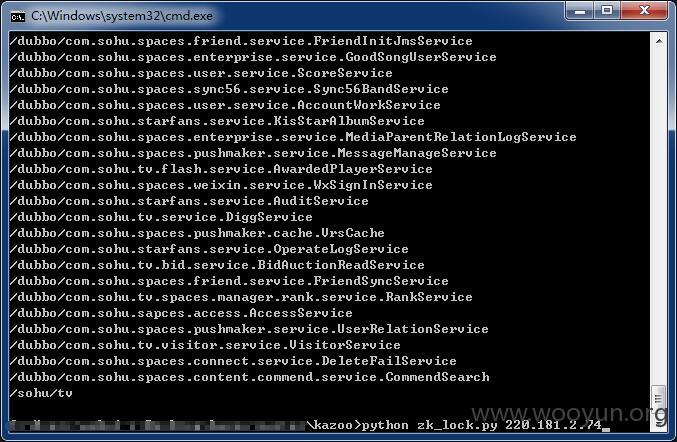 C:\Windows\system32\cmd.exe
/dubbo/com.sohu.spaces.friend.service.FriendInitJmsService
/dubbo/com.sohu.spaces.enterprise.service.GoodSongUserService
/dubbo/com.sohu.spaces.user.service.ScoreService
/dubbo/com.sohu.spaces.sync56.service.Sync56BandService
/dubbo/com.sohu.spaces.user.service.AccountWorkService
/dubbo/com.sohu.starfans.service.KisStarAlbumService
/dubbo/com.sohu.spaces.enterprise.service.MediaParentRelationLogService
/dubbo/com.sohu.spaces.pushmaker.service.MessageManageService
/dubbo/com.sohu.tv.flash.service.AwardedPlayerService
/dubbo/com.sohu.spaces.weixin.service.WxSignInService
/dubbo/com.sohu.starfans.service.AuditService
/dubbo/com.sohu.tv.service.DiggService
/dubbo/com.sohu.spaces.pushmaker.cache.VrsCache
/dubbo/com.sohu.starfans.service.OperateLogService
/dubbo/com.sohu.tv.bid.service.BidAuctionReadService
/dubbo/com.sohu.spaces.friend.service.FriendSyncService
/dubbo/com.sohu.tv.spaces.manager.rank.service.RankService
/dubbo/com.sohu.sapces.access.AccessService
/dubbo/com.sohu.spaces.pushmaker.service.UserRelationService
/dubbo/com.sohu.tv.visitor.service.VisitorService
/dubbo/com.sohu.spaces.connect.service.DeleteFailService
/dubbo/com.sohu.spaces.content.commend.service.CommendSearch
/sohu/tv
\kazoo>python zk_lock.py 220.181.2.74
www.wooyun.org